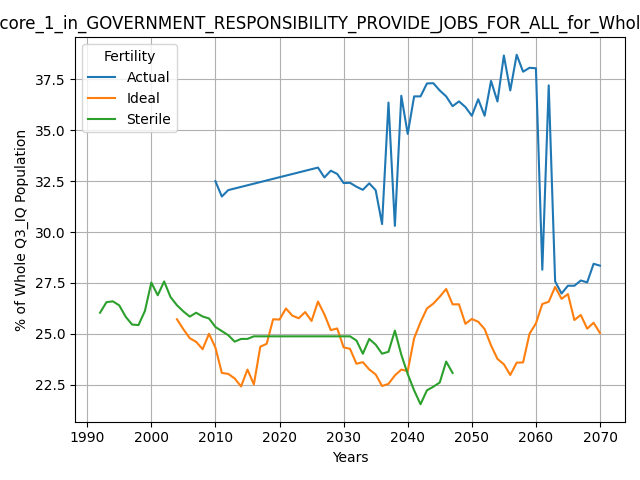 core_1_in_GOVERNMENT_RESPONSIBILITY_PROVIDE_JOBS_FOR_ALL_for_Whol
Fertility
Actual
Ideal
Sterile
% of Whole Q3_IQ Population
37.5
35.0
32.5
30.0
27.5
25.0
22.5
1990 2000 2010 2020 2030 2040 2050 2060 2070
Years